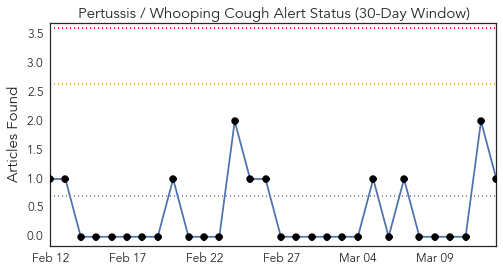 Pertussis / Whooping Cough Alert Status (30-Day Window)
Articles Found
3.5
3.0
2.5
2.0
1.5
1.0
0.5
0.0
Feb 12
Feb 17
Feb 22
Feb 27
Mar 04
Mar 09